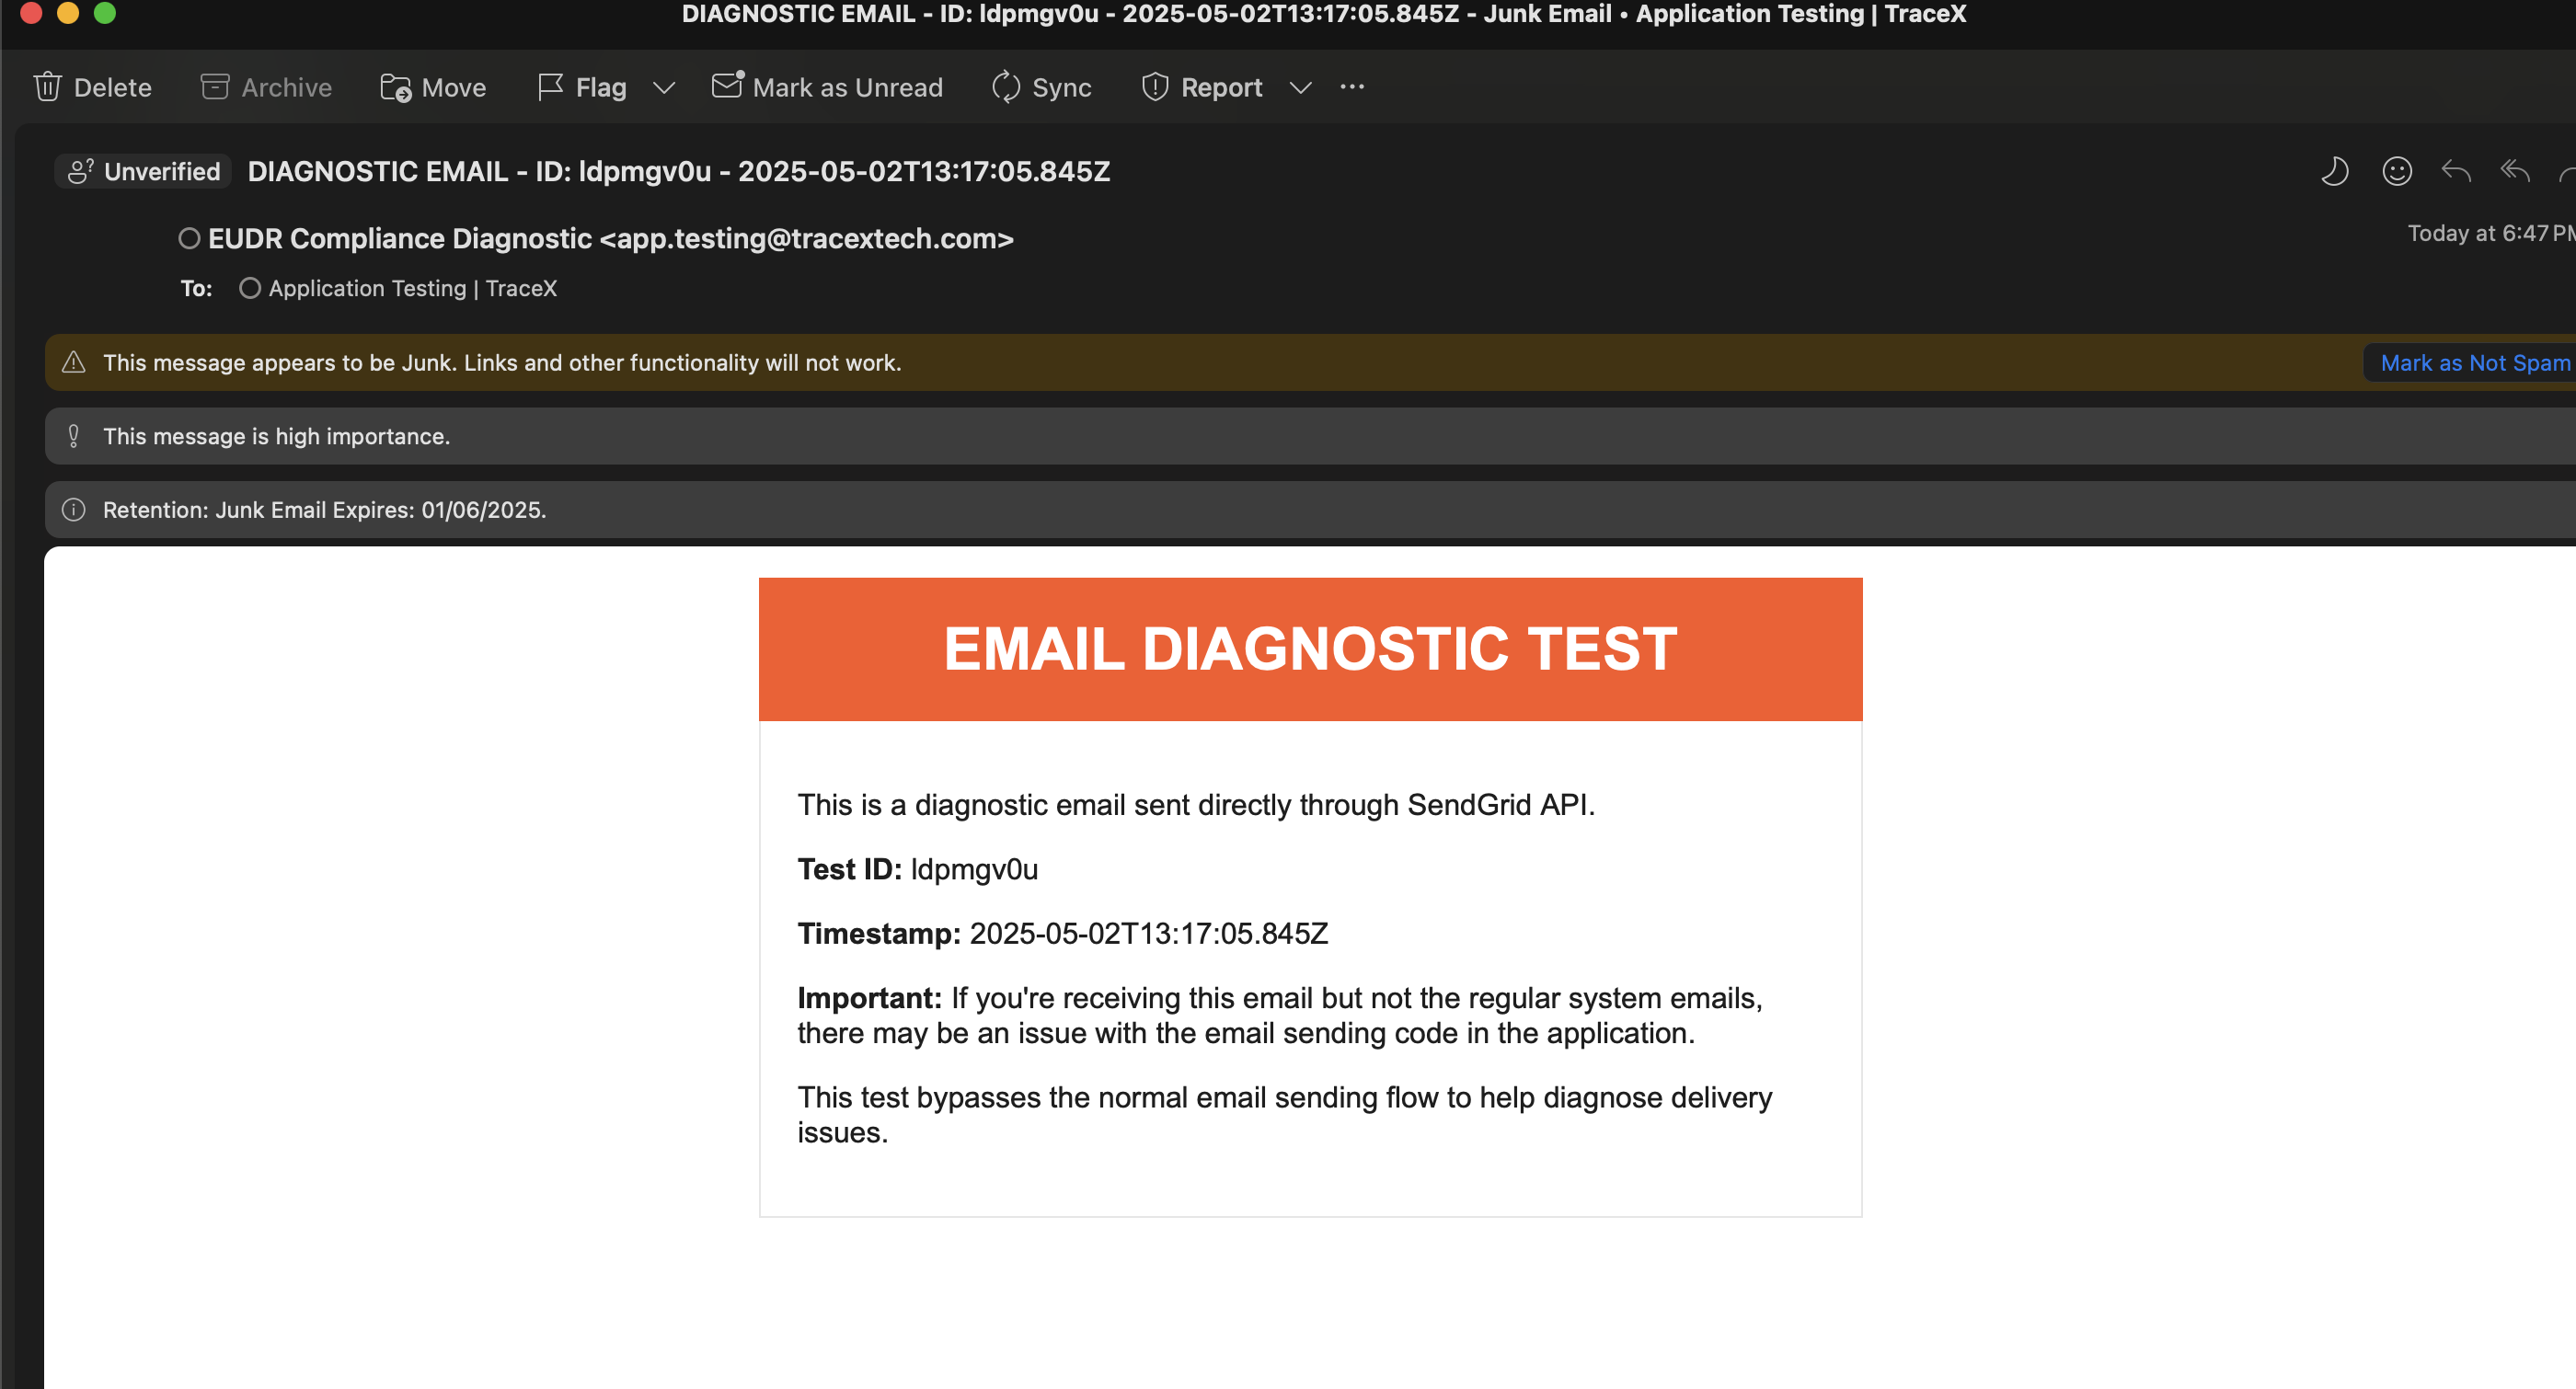 DIAGNOSTIC EMAIL - ID: ldpmgv0u - 2025-05-02T13:17:05.845Z - Junk Email • Application Testing | TraceX
Delete Archive Move Flag Mark as Unread Sync Report
Unverified DIAGNOSTIC EMAIL - ID: ldpmgv0u - 2025-05-02T13:17:05.845Z
EUDR Compliance Diagnostic <app.testing@tracextech.com>
Today at 6:47 PM
To: Application Testing | TraceX
This message appears to be Junk. Links and other functionality will not work.
Mark as Not Spam
This message is high importance.
Retention: Junk Email Expires: 01/06/2025.
EMAIL DIAGNOSTIC TEST
This is a diagnostic email sent directly through SendGrid API.
Test ID: ldpmgv0u
Timestamp: 2025-05-02T13:17:05.845Z
Important: If you're receiving this email but not the regular system emails,
there may be an issue with the email sending code in the application.
This test bypasses the normal email sending flow to help diagnose delivery
issues.